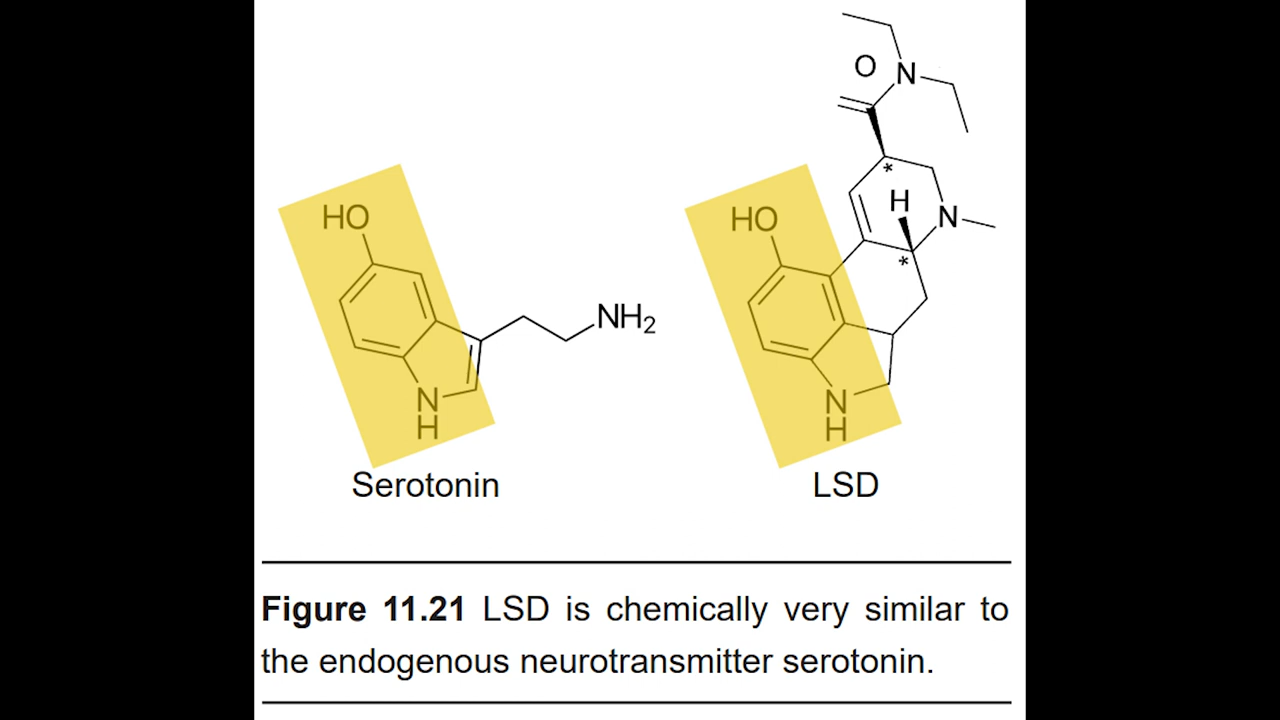 O
N
*
H
N
*
HO
HO
NH2
N
H
N
H
Serotonin
LSD
Figure 11.21 LSD is chemically very similar to
the endogenous neurotransmitter serotonin.